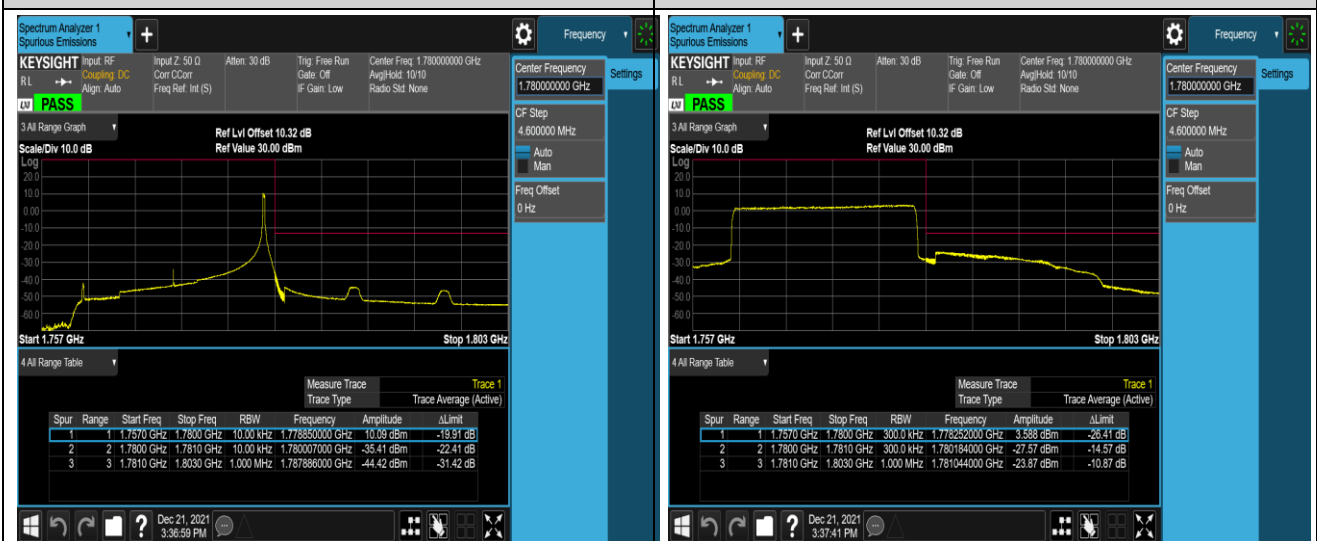 Spectrum Analyzer 1
Spurious Emissions
+
Frequency
KEYSIGHT
Input: RF
Input Z: 50 Ω
Atten: 30 dB
Trig: Free Run
Center Freq: 1.780000000 GHz
R L
Coupling: DC
Corr CCorr
Gate: Off
Avg|Hold: 10/10
Align: Auto
Freq Ref: Int (S)
IF Gain: Low
Radio Std: None
LXI PASS
Center Frequency
1.780000000 GHz
Settings
CF Step
4.600000 MHz
Auto
Man
Freq Offset
0 Hz
3 All Range Graph
Ref Lvl Offset 10.32 dB
Scale/Div 10.0 dB
Ref Value 30.00 dBm
Log
20.0
10.0
0.00
-10.0
-20.0
-30.0
-40.0
-50.0
-60.0
Start 1.757 GHz
Stop 1.803 GHz
4 All Range Table
Measure Trace Trace 1
Trace Type Trace Average (Active)
Spur Range Start Freq Stop Freq RBW Frequency Amplitude ΔLimit
1 1 1.7570 GHz 1.7800 GHz 10.00 kHz 1.778850000 GHz 10.09 dBm -19.91 dB
2 2 1.7800 GHz 1.7810 GHz 10.00 kHz 1.780007000 GHz -35.41 dBm -22.41 dB
3 3 1.7810 GHz 1.8030 GHz 1.000 MHz 1.787886000 GHz -44.42 dBm -31.42 dB
?
Dec 21, 2021
3:36:59 PM
Spectrum Analyzer 1
Spurious Emissions
+
Frequency
KEYSIGHT
Input: RF
Input Z: 50 Ω
Atten: 30 dB
Trig: Free Run
Center Freq: 1.780000000 GHz
R L
Coupling: DC
Corr CCorr
Gate: Off
Avg|Hold: 10/10
Align: Auto
Freq Ref: Int (S)
IF Gain: Low
Radio Std: None
LXI PASS
Center Frequency
1.780000000 GHz
Settings
CF Step
4.600000 MHz
Auto
Man
Freq Offset
0 Hz
3 All Range Graph
Ref Lvl Offset 10.32 dB
Scale/Div 10.0 dB
Ref Value 30.00 dBm
Log
20.0
10.0
0.00
-10.0
-20.0
-30.0
-40.0
-50.0
-60.0
Start 1.757 GHz
Stop 1.803 GHz
4 All Range Table
Measure Trace Trace 1
Trace Type Trace Average (Active)
Spur Range Start Freq Stop Freq RBW Frequency Amplitude ΔLimit
1 1 1.7570 GHz 1.7800 GHz 300.0 kHz 1.778252000 GHz 3.588 dBm -26.41 dB
2 2 1.7800 GHz 1.7810 GHz 300.0 kHz 1.780184000 GHz -27.57 dBm -14.57 dB
3 3 1.7810 GHz 1.8030 GHz 1.000 MHz 1.781044000 GHz -23.87 dBm -10.87 dB
?
Dec 21, 2021
3:37:41 PM